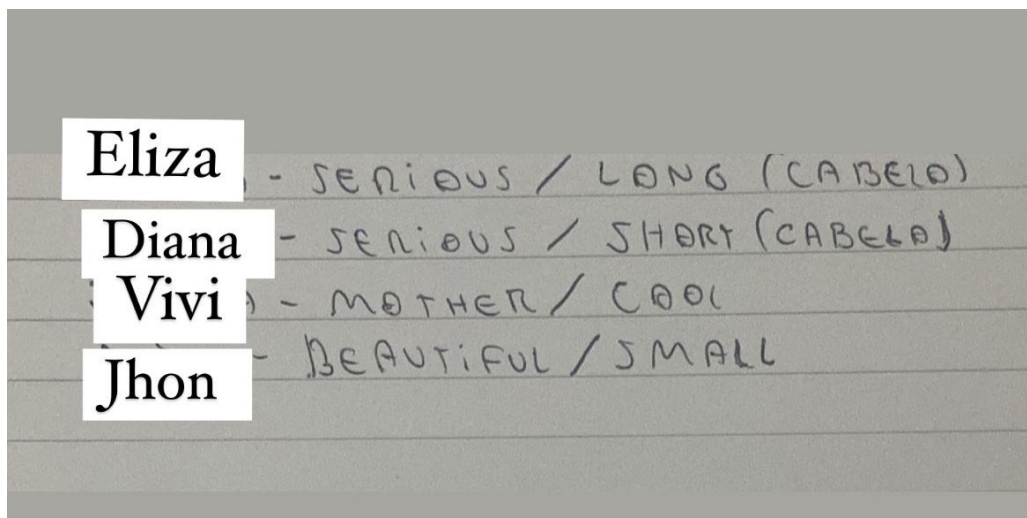 Eliza - SERiOUS / LONG (CABELO)
Diana - SERiOUS / SHORT (CABELO)
Vivi - MOTHER / COOL
Jhon - BEAUTiFUL / SMALL